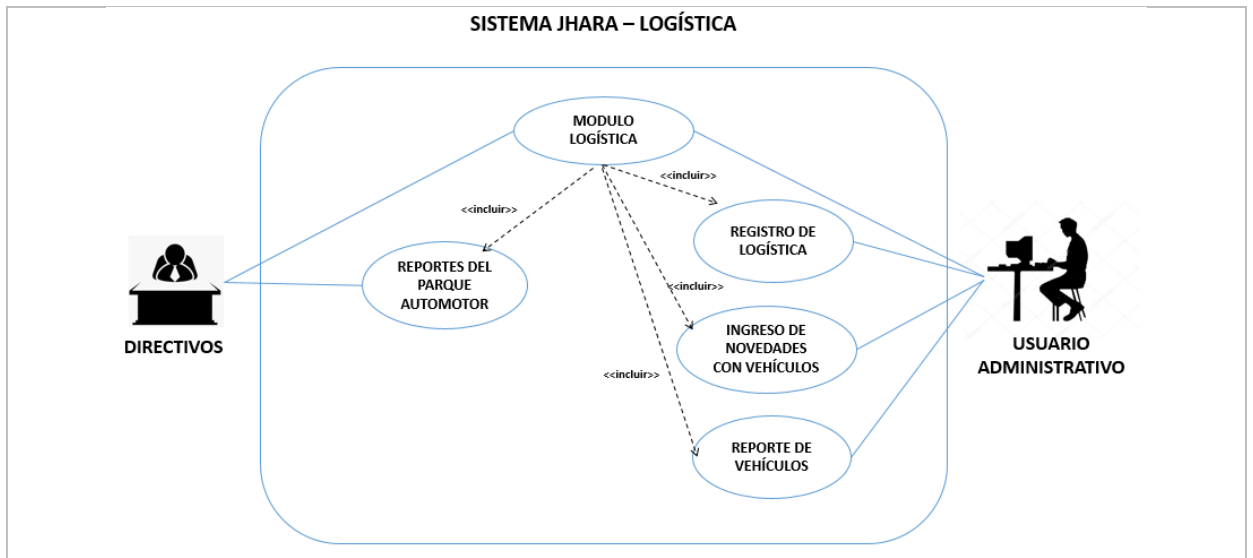 SISTEMA JHARA – LOGÍSTICA
MODULO
LOGÍSTICA
<<incluir>>
<<incluir>>
REGISTRO DE
LOGÍSTICA
REPORTES DEL
PARQUE
AUTOMOTOR
<<incluir>>
DIRECTIVOS
INGRESO DE
NOVEDADES
CON VEHÍCULOS
USUARIO
ADMINISTRATIVO
<<incluir>>
REPORTE DE
VEHÍCULOS